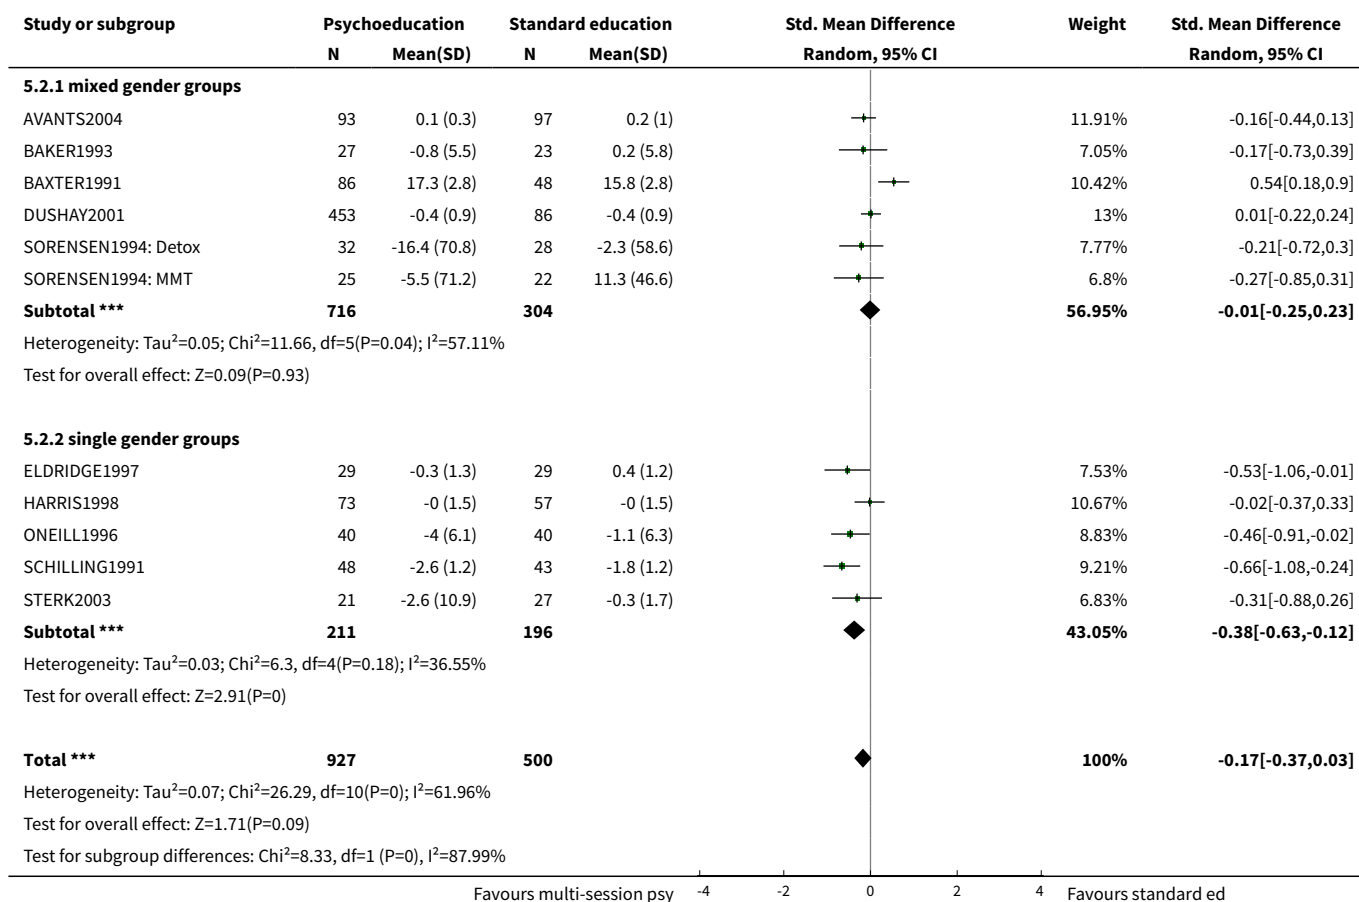 Study or subgroup Psychoeducation Standard education Std. Mean Difference Weight Std. Mean Difference
N Mean(SD) N Mean(SD) Random, 95% CI Random, 95% CI
5.2.1 mixed gender groups
AVANTS2004 93 0.1 (0.3) 97 0.2 (1) 11.91% -0.16[-0.44,0.13]
BAKER1993 27 -0.8 (5.5) 23 0.2 (5.8) 7.05% -0.17[-0.73,0.39]
BAXTER1991 86 17.3 (2.8) 48 15.8 (2.8) 10.42% 0.54[0.18,0.9]
DUSHAY2001 453 -0.4 (0.9) 86 -0.4 (0.9) 13% 0.01[-0.22,0.24]
SORENSEN1994: Detox 32 -16.4 (70.8) 28 -2.3 (58.6) 7.77% -0.21[-0.72,0.3]
SORENSEN1994: MMT 25 -5.5 (71.2) 22 11.3 (46.6) 6.8% -0.27[-0.85,0.31]
Subtotal *** 716 304 56.95% -0.01[-0.25,0.23]
Heterogeneity: Tau²=0.05; Chi²=11.66, df=5(P=0.04); I²=57.11%
Test for overall effect: Z=0.09(P=0.93)
5.2.2 single gender groups
ELDRIDGE1997 29 -0.3 (1.3) 29 0.4 (1.2) 7.53% -0.53[-1.06,-0.01]
HARRIS1998 73 -0 (1.5) 57 -0 (1.5) 10.67% -0.02[-0.37,0.33]
ONEILL1996 40 -4 (6.1) 40 -1.1 (6.3) 8.83% -0.46[-0.91,-0.02]
SCHILLING1991 48 -2.6 (1.2) 43 -1.8 (1.2) 9.21% -0.66[-1.08,-0.24]
STERK2003 21 -2.6 (10.9) 27 -0.3 (1.7) 6.83% -0.31[-0.88,0.26]
Subtotal *** 211 196 43.05% -0.38[-0.63,-0.12]
Heterogeneity: Tau²=0.03; Chi²=6.3, df=4(P=0.18); I²=36.55%
Test for overall effect: Z=2.91(P=0)
Total *** 927 500 100% -0.17[-0.37,0.03]
Heterogeneity: Tau²=0.07; Chi²=26.29, df=10(P=0); I²=61.96%
Test for overall effect: Z=1.71(P=0.09)
Test for subgroup differences: Chi²=8.33, df=1 (P=0), I²=87.99%
Favours multi-session psy -4 -2 0 2 4 Favours standard ed